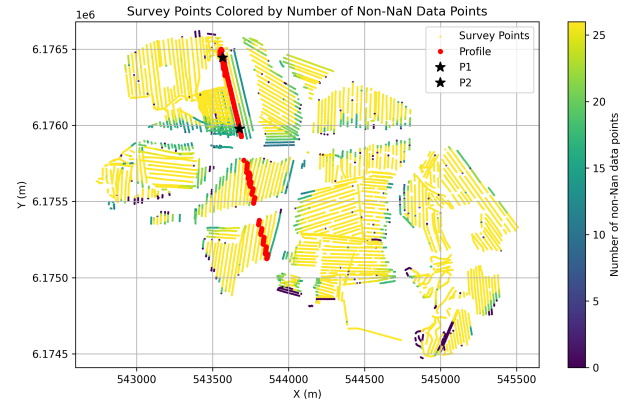 Survey Points Colored by Number of Non-NaN Data Points
1e6
6.1765
6.1760
6.1755
6.1750
6.1745
Y (m)
543000
543500
544000
544500
545000
545500
X (m)
Survey Points
Profile
P1
P2
25
20
15
10
5
0
Number of non-Nan data points